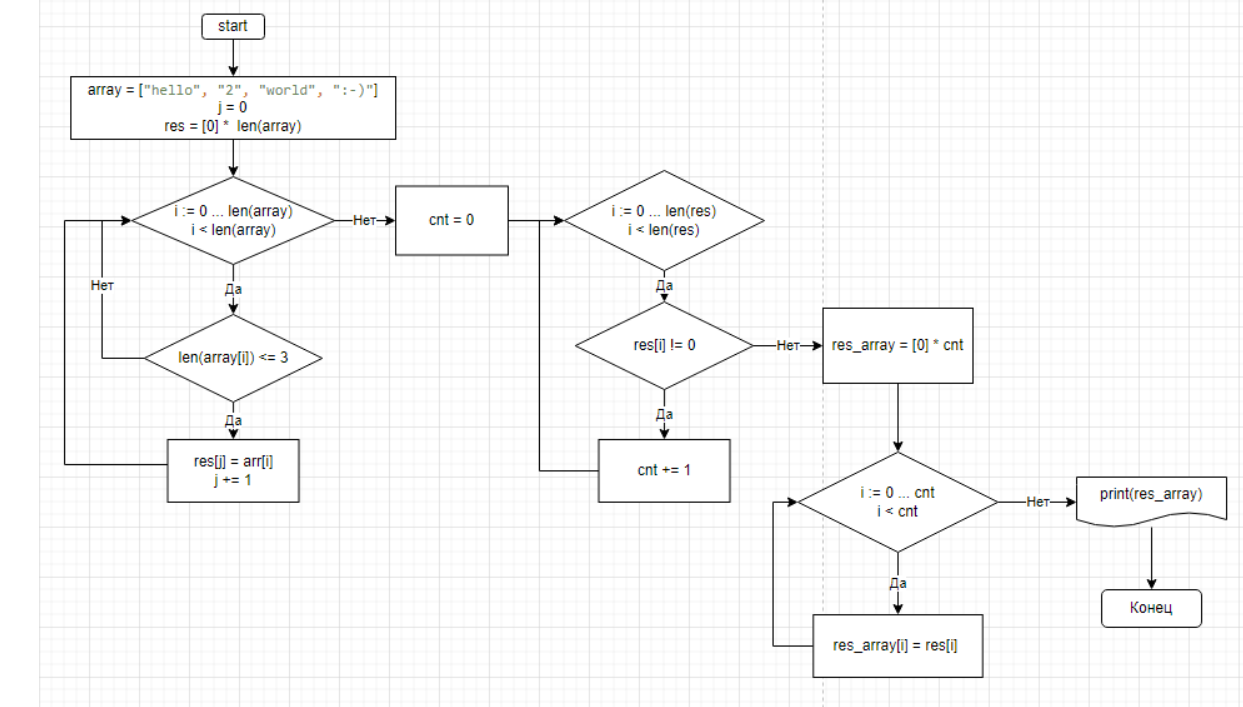 start
array = ["hello", "2", "world", ":-)"]
j = 0
res = [0] * len(array)
i := 0 ... len(array)
i < len(array)
Нет
cnt = 0
Нет
Да
len(array[i]) <= 3
Да
res[j] = arr[i]
j += 1
i := 0 ... len(res)
i < len(res)
Да
res[i] != 0
Нет
res_array = [0] * cnt
Да
cnt += 1
i := 0 ... cnt
i < cnt
Нет
print(res_array)
Да
res_array[i] = res[i]
Конец